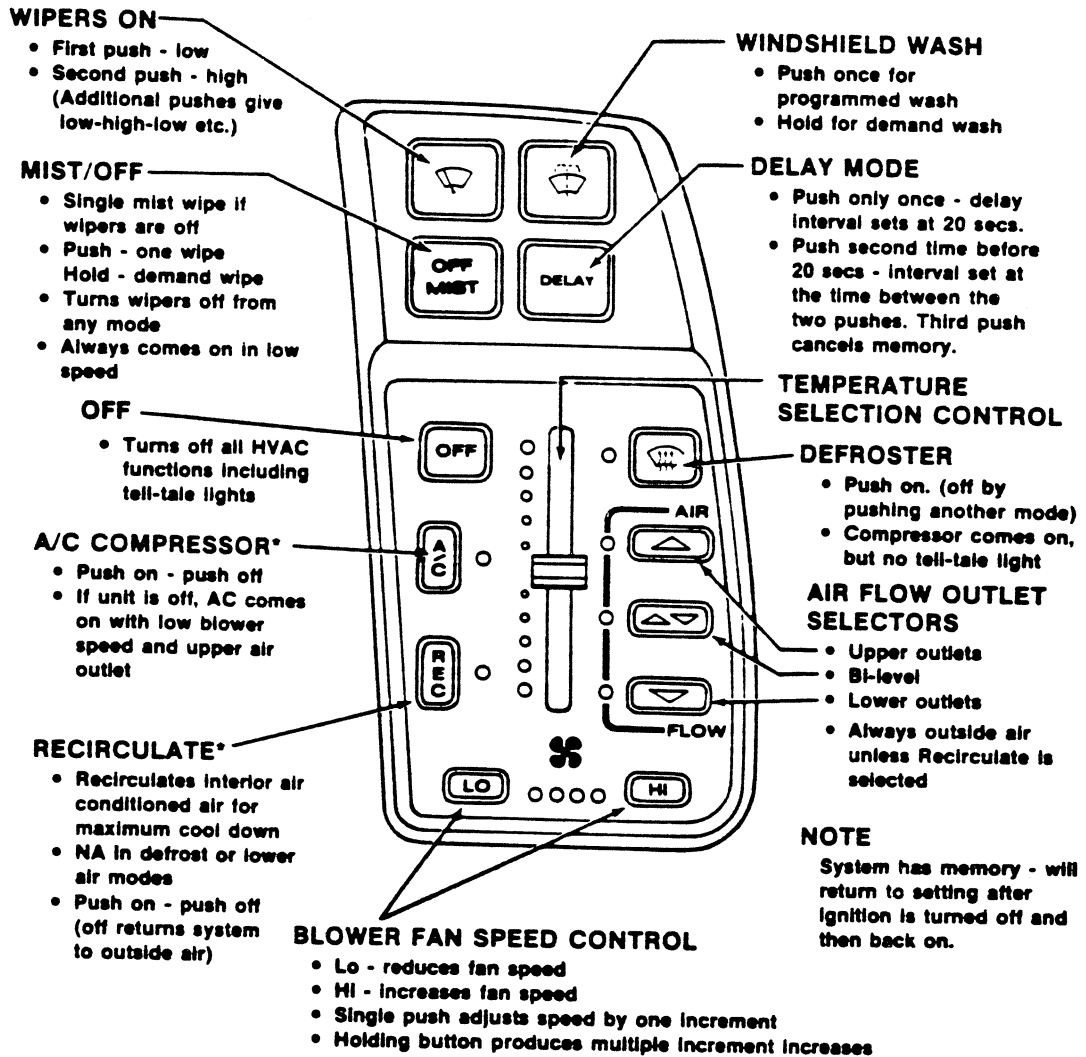 WIPERS ON
• First push - low
• Second push - high
(Additional pushes give
low-high-low etc.)
MIST/OFF
• Single mist wipe if
wipers are off
• Push - one wipe
Hold - demand wipe
• Turns wipers off from
any mode
• Always comes on in low
speed
OFF
• Turns off all HVAC
functions including
tell-tale lights
A/C COMPRESSOR*
• Push on - push off
• If unit is off, AC comes
on with low blower
speed and upper air
outlet
RECIRCULATE*
• Recirculates interior air
conditioned air for
maximum cool down
• NA in defrost or lower
air modes
• Push on - push off
(off returns system
to outside air)
OFF
MIST
DELAY
OFF
A/C
REC
AIR
FLOW
LO
HI
WINDSHIELD WASH
• Push once for
programmed wash
• Hold for demand wash
DELAY MODE
• Push only once - delay
interval sets at 20 secs.
• Push second time before
20 secs - interval set at
the time between the
two pushes. Third push
cancels memory.
TEMPERATURE
SELECTION CONTROL
DEFROSTER
• Push on. (off by
pushing another mode)
• Compressor comes on,
but no tell-tale light
AIR FLOW OUTLET
SELECTORS
• Upper outlets
• Bi-level
• Lower outlets
• Always outside air
unless Recirculate is
selected
NOTE
System has memory - will
return to setting after
ignition is turned off and
then back on.
BLOWER FAN SPEED CONTROL
• Lo - reduces fan speed
• Hi - increases fan speed
• Single push adjusts speed by one increment
• Holding button produces multiple increment increases